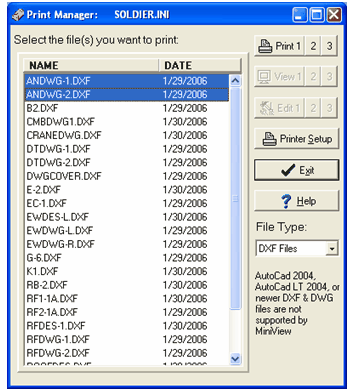 Print Manager: SOLDIER.INI
Select the file(s) you want to print:
NAME DATE
ANDWG-1.DXF 1/29/2006
ANDWG-2.DXF 1/29/2006
B2.DXF 1/29/2006
CMBDWG1.DXF 1/30/2006
CRANEDWG.DXF 1/30/2006
DTDWG-1.DXF 1/29/2006
DTDWG-2.DXF 1/29/2006
DWGCOVER.DXF 1/29/2006
E-2.DXF 1/30/2006
EC-1.DXF 1/29/2006
EWDES-L.DXF 1/30/2006
EWDWG-L.DXF 1/29/2006
EWDWG-R.DXF 1/30/2006
G-6.DXF 1/29/2006
K1.DXF 1/30/2006
RB-2.DXF 1/30/2006
RF1-1A.DXF 1/30/2006
RF2-1A.DXF 1/29/2006
RFDES-1.DXF 1/30/2006
RFDWG-1.DXF 1/29/2006
RFDWG-2.DXF 1/29/2006
Print 1 2 3
View 1 2 3
Edit 1 2 3
Printer Setup
Exit
? Help
File Type:
DXF Files
AutoCad 2004,
AutoCad LT 2004, or
newer DXF & DWG
files are not
supported by
MiniView